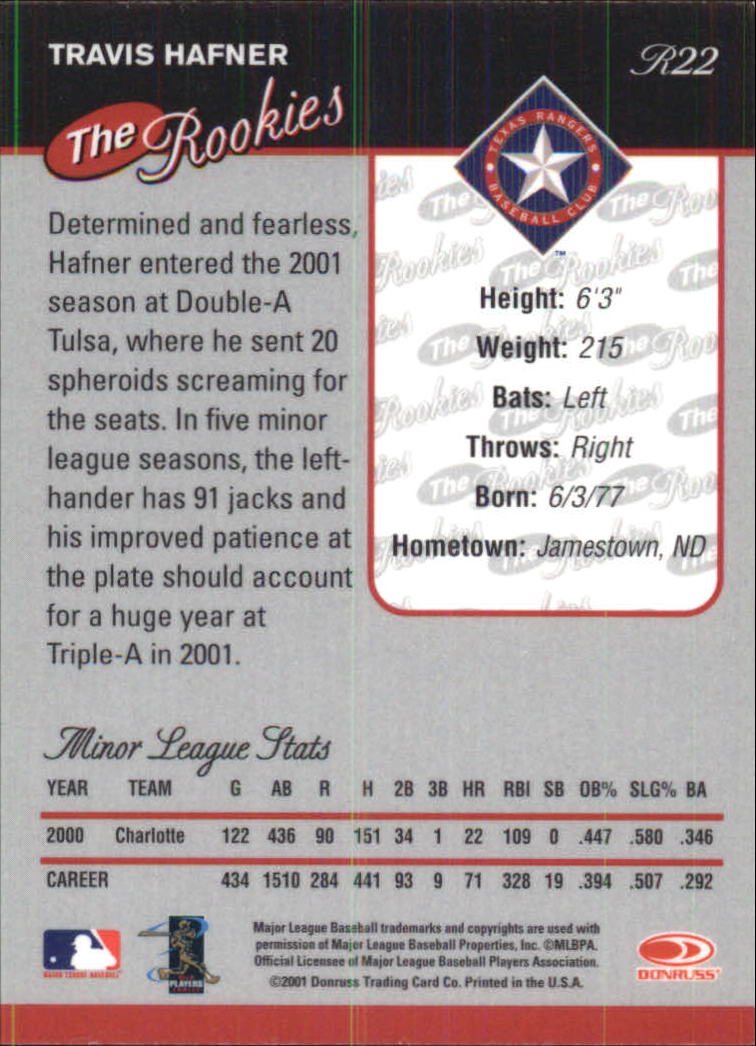 TRAVIS HAFNER
R22
The Rookies
TEXAS RANGERS
BASEBALL CLUB
TM
Determined and fearless,
Hafner entered the 2001
season at Double-A
Tulsa, where he sent 20
spheroids screaming for
the seats. In five minor
league seasons, the left-
hander has 91 jacks and
his improved patience at
the plate should account
for a huge year at
Triple-A in 2001.
Height: 6'3"
Weight: 215
Bats: Left
Throws: Right
Born: 6/3/77
Hometown: Jamestown, ND
Minor League Stats
YEAR TEAM G AB R H 2B 3B HR RBI SB OB% SLG% BA
2000 Charlotte 122 436 90 151 34 1 22 109 0 .447 .580 .346
CAREER 434 1510 284 441 93 9 71 328 19 .394 .507 .292
MAJOR LEAGUE BASEBALL
PLAYERS
Major League Baseball trademarks and copyrights are used with
permission of Major League Baseball Properties, Inc. ©MLBPA.
Official Licensee of Major League Baseball Players Association.
©2001 Donruss Trading Card Co. Printed in the U.S.A.
DONRUSS